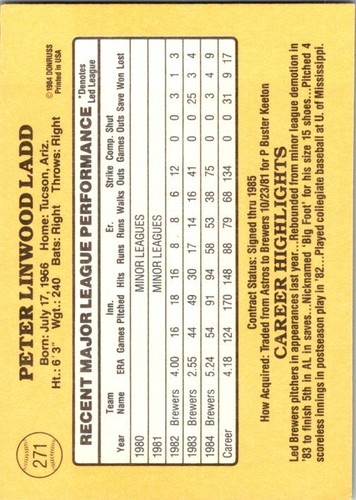 © 1984 DONRUSS
Printed in USA
271
PETER LINWOOD LADD
Born: July 17, 1966 Home: Tucson, Ariz.
Ht.: 6' 3" Wgt.: 240 Bats: Right Throws: Right
RECENT MAJOR LEAGUE PERFORMANCE *Denotes Led League
Team Inn. Er. Strike Comp. Shut
Year Name ERA Games Pitched Hits Runs Runs Walks Outs Games Outs Save Won Lost
1980 MINOR LEAGUES
1981 MINOR LEAGUES
1982 Brewers 4.00 16 18 16 8 8 6 12 0 0 3 1 3
1983 Brewers 2.55 44 49 30 17 14 16 41 0 0 25 3 4
1984 Brewers 5.24 54 91 94 58 53 38 75 0 0 3 4 9
Career 4.18 124 170 148 88 79 68 134 0 0 31 9 17
Contract Status: Signed thru 1985
How Acquired: Traded from Astros to Brewers 10/23/81 for P Buster Keeton
CAREER HIGHLIGHTS
Led Brewers pitchers in appearances last year...Rebounded from minor league demotion in
'83 to finish 5th in AL in saves...Nicknamed 'Big Foot' for his size 15 shoes...Pitched 4
scoreless innings in postseason play in '82...Played collegiate baseball at U. of Mississippi.